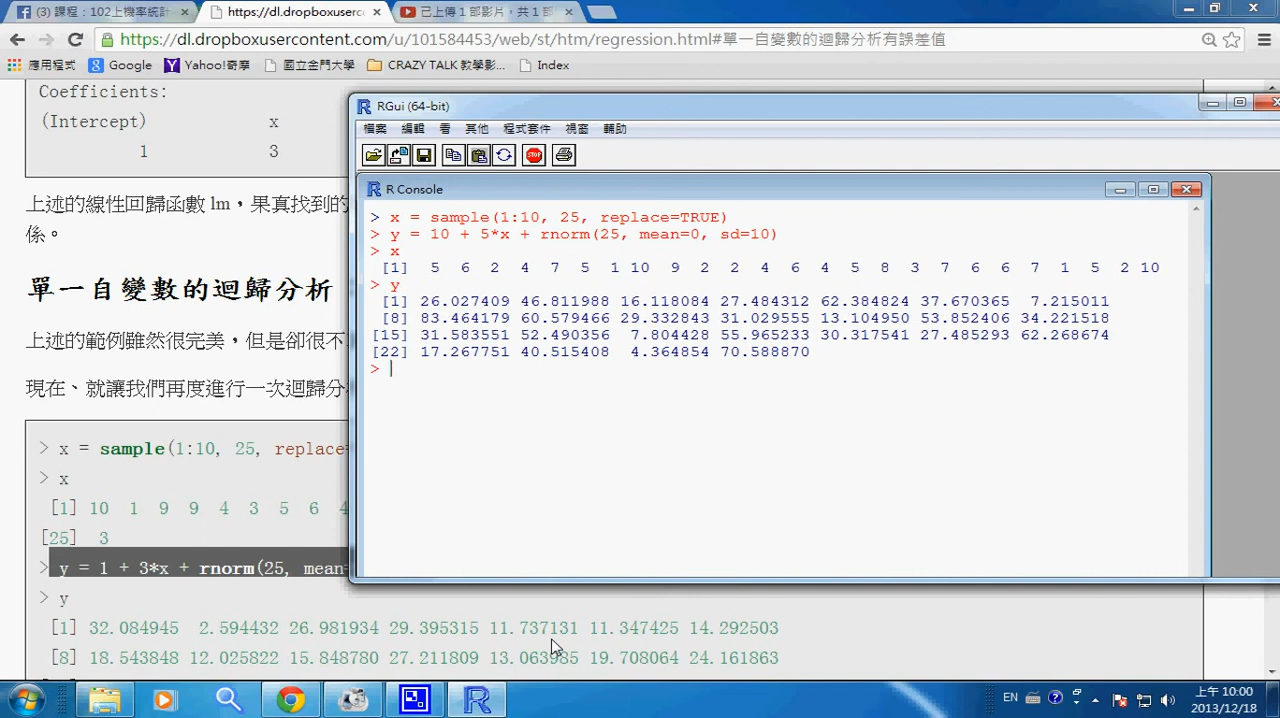 (3) 課程：102上機率統計
https://dl.dropboxuserc
已上傳 1 部影片，共 1 部
https://dl.dropboxusercontent.com/u/101584453/web/st/htm/regression.html#單一自變數的迴歸分析有誤差值
應用程式 Google Yahoo!奇摩 國立金門大學 CRAZY TALK 教學影... Index
Coefficients:
(Intercept) x
1 3
上述的線性回歸函數 lm，果真找到的
係。
單一自變數的迴歸分析
上述的範例雖然很完美，但是卻很不
現在、就讓我們再度進行一次迴歸分
> x = sample(1:10, 25, replace=
> x
[1] 10 1 9 9 4 3 5 6 4
[25] 3
> y = 1 + 3*x + rnorm(25, mean=
> y
[1] 32.084945 2.594432 26.981934 29.395315 11.737131 11.347425 14.292503
[8] 18.543848 12.025822 15.848780 27.211809 13.063985 19.708064 24.161863
RGui (64-bit)
檔案 編輯 看 其他 程式套件 視窗 輔助
STOP
R Console
> x = sample(1:10, 25, replace=TRUE)
> y = 10 + 5*x + rnorm(25, mean=0, sd=10)
> x
[1] 5 6 2 4 7 5 1 10 9 2 2 4 6 4 5 8 3 7 6 6 7 1 5 2 10
> y
[1] 26.027409 46.811988 16.118084 27.484312 62.384824 37.670365 7.215011
[8] 83.464179 60.579466 29.332843 31.029555 13.104950 53.852406 34.221518
[15] 31.583551 52.490356 7.804428 55.965233 30.317541 27.485293 62.268674
[22] 17.267751 40.515408 4.364854 70.588870
>
EN
上午 10:00
2013/12/18